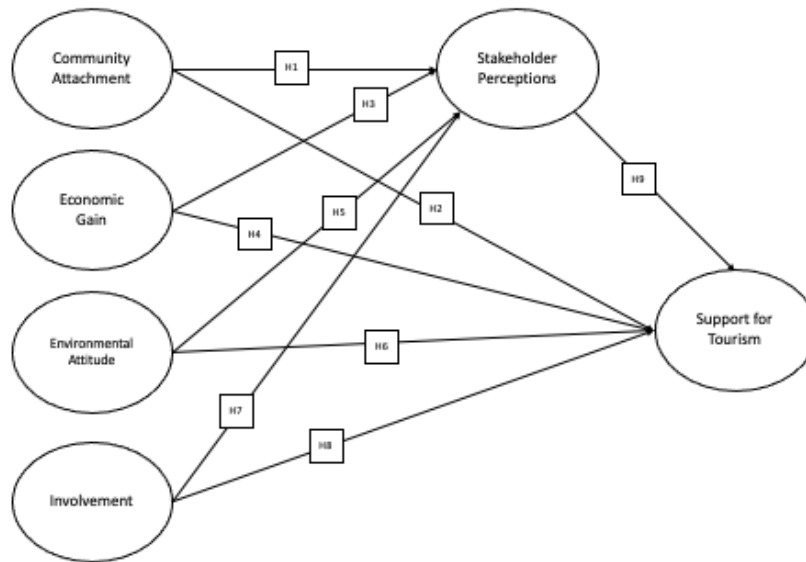 Community
Attachment
H1
Stakeholder
Perceptions
H3
Economic
Gain
H5
H2
H9
H4
Environmental
Attitude
H6
Support for
Tourism
H7
H8
Involvement